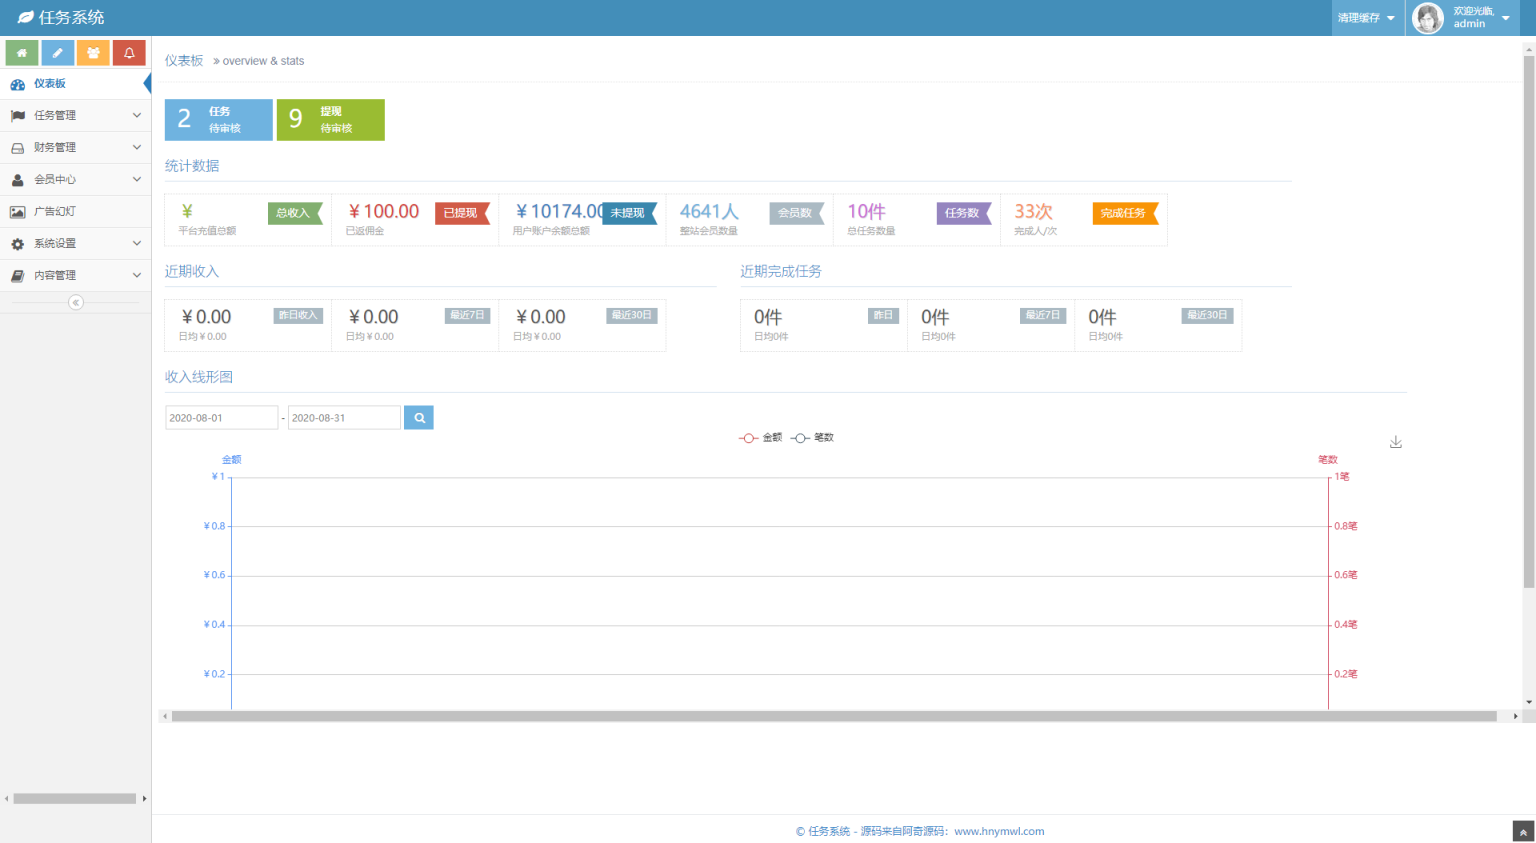 任务系统
清理缓存
欢迎光临,
admin
仪表板
任务管理
财务管理
会员中心
广告幻灯
系统设置
内容管理
仪表板 » overview & stats
2 任务 待审核
9 提现 待审核
统计数据
¥ 总收入
平台充值总额
¥ 100.00 已提现
已返佣金
¥ 10174.00 未提现
用户账户余额总额
4641人 会员数
整站会员数量
10件 任务数
总任务数量
33次 完成任务
完成人/次
近期收入
¥ 0.00 昨日收入
日均 ¥ 0.00
¥ 0.00 最近7日
日均 ¥ 0.00
¥ 0.00 最近30日
日均 ¥ 0.00
近期完成任务
0件 昨日
日均0件
0件 最近7日
日均0件
0件 最近30日
日均0件
收入线形图
2020-08-01 - 2020-08-31
金额 笔数
金额
¥ 1
¥ 0.8
¥ 0.6
¥ 0.4
¥ 0.2
笔数
1笔
0.8笔
0.6笔
0.4笔
0.2笔
© 任务系统 - 源码来自阿奇源码：www.hnymwl.com